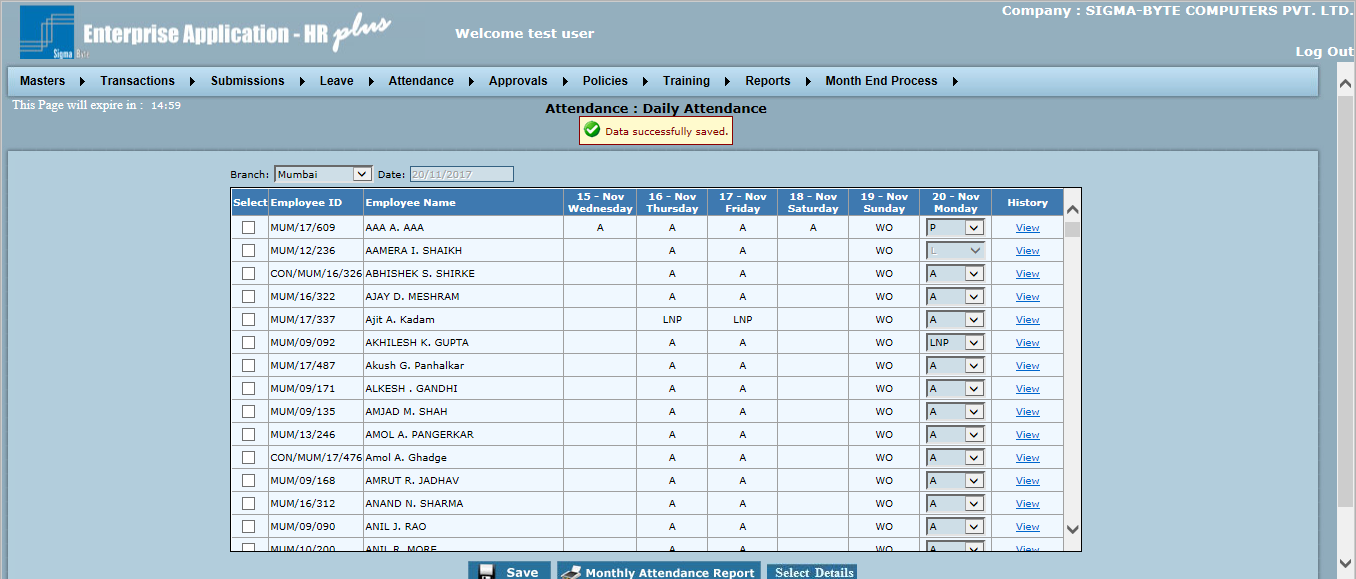 Company : SIGMA-BYTE COMPUTERS PVT. LTD.
Enterprise Application - HR plus
Welcome test user
Sigma Byte
Log Out
Masters Transactions Submissions Leave Attendance Approvals Policies Training Reports Month End Process
This Page will expire in : 14:59
Attendance : Daily Attendance
Data successfully saved.
Branch: Mumbai Date: 20/11/2017
Select Employee ID Employee Name 15 - Nov Wednesday 16 - Nov Thursday 17 - Nov Friday 18 - Nov Saturday 19 - Nov Sunday 20 - Nov Monday History
MUM/17/609 AAA A. AAA A A A A WO P View
MUM/12/236 AAMERA I. SHAIKH A A WO L View
CON/MUM/16/326 ABHISHEK S. SHIRKE A A WO A View
MUM/16/322 AJAY D. MESHRAM A A WO A View
MUM/17/337 Ajit A. Kadam LNP LNP WO A View
MUM/09/092 AKHILESH K. GUPTA A A WO LNP View
MUM/17/487 Akush G. Panhalkar A A WO A View
MUM/09/171 ALKESH . GANDHI A A WO A View
MUM/09/135 AMJAD M. SHAH A A WO A View
MUM/13/246 AMOL A. PANGERKAR A A WO A View
CON/MUM/17/476 Amol A. Ghadge A A WO A View
MUM/09/168 AMRUT R. JADHAV A A WO A View
MUM/16/312 ANAND N. SHARMA A A WO A View
MUM/09/090 ANIL J. RAO A A WO A View
MUM/10/200 ANIL R. MORE A A WO A View
Save Monthly Attendance Report Select Details